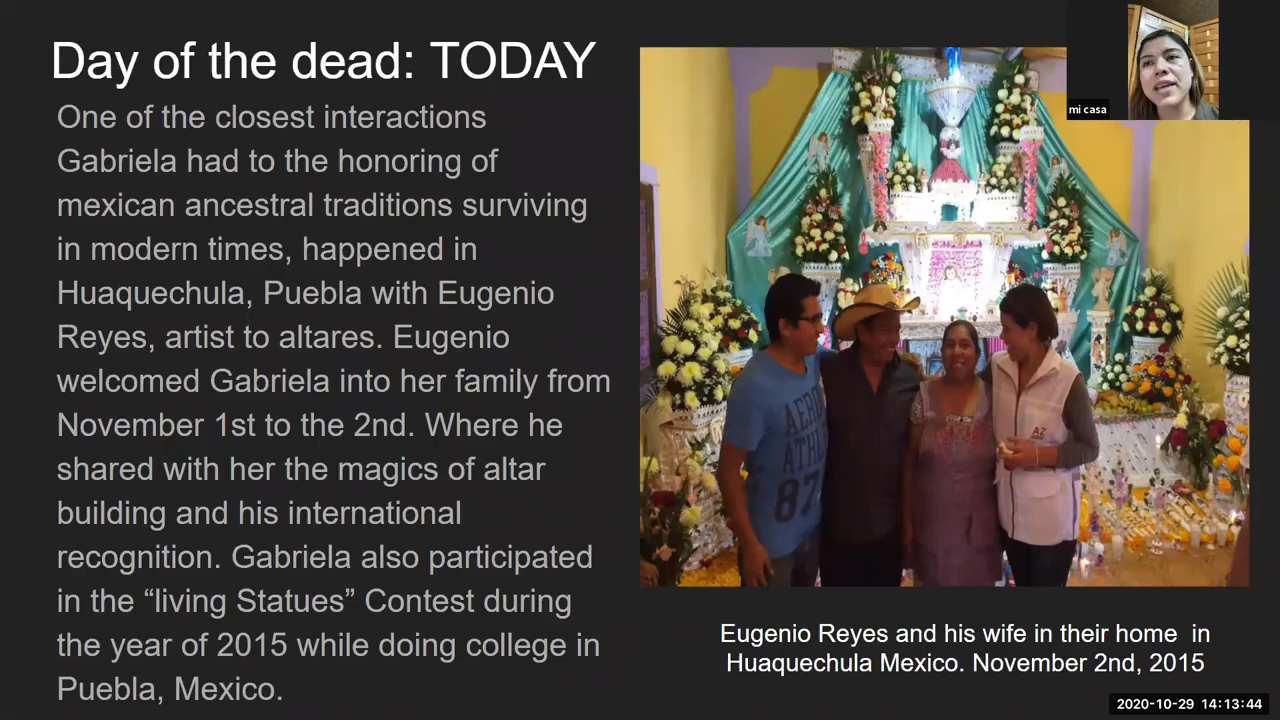 Day of the dead: TODAY
One of the closest interactions
Gabriela had to the honoring of
mexican ancestral traditions surviving
in modern times, happened in
Huaquechula, Puebla with Eugenio
Reyes, artist to altares. Eugenio
welcomed Gabriela into her family from
November 1st to the 2nd. Where he
shared with her the magics of altar
building and his international
recognition. Gabriela also participated
in the “living Statues” Contest during
the year of 2015 while doing college in
Puebla, Mexico.
mi casa
AERO
ATHL
87
AZ
Eugenio Reyes and his wife in their home in
Huaquechula Mexico. November 2nd, 2015
2020-10-29 14:13:44